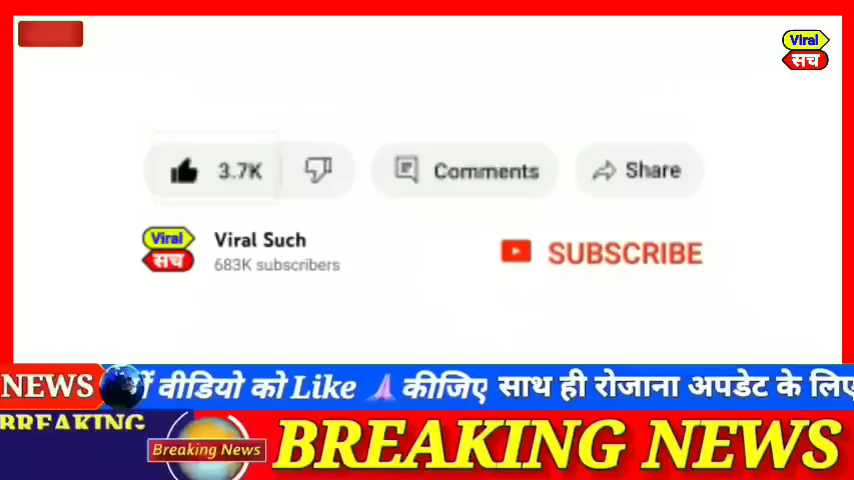 Viral
सच
3.7K Comments Share
Viral
सच
Viral Such
683K subscribers
SUBSCRIBE
NEWS वीडियो को Like 🙏 कीजिए साथ ही रोजाना अपडेट के लिए
BREAKING
Breaking News
BREAKING NEWS